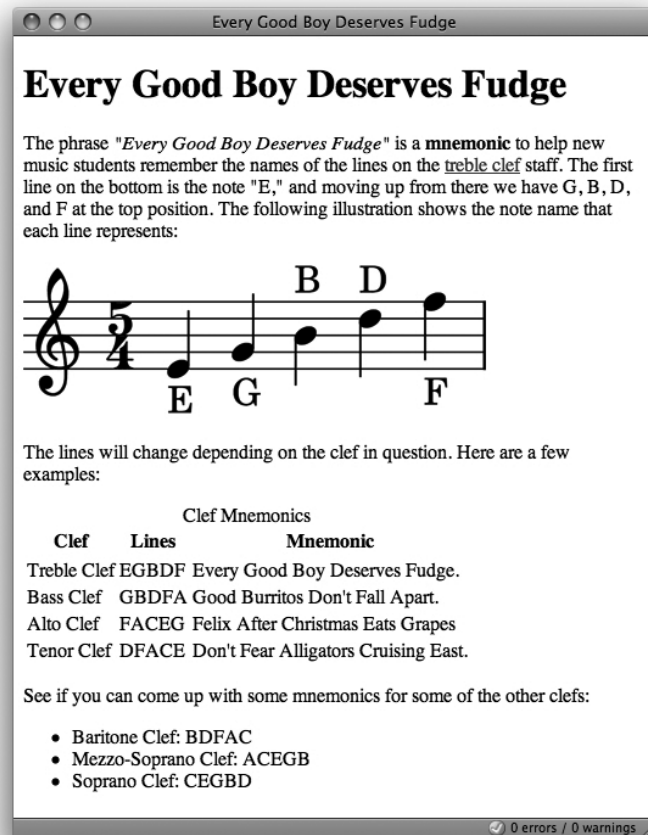 Every Good Boy Deserves Fudge
Every Good Boy Deserves Fudge
The phrase "Every Good Boy Deserves Fudge" is a mnemonic to help new
music students remember the names of the lines on the treble clef staff. The first
line on the bottom is the note "E," and moving up from there we have G, B, D,
and F at the top position. The following illustration shows the note name that
each line represents:
B D
5
4
E G F
The lines will change depending on the clef in question. Here are a few
examples:
Clef Mnemonics
Clef Lines Mnemonic
Treble Clef EGBDF Every Good Boy Deserves Fudge.
Bass Clef GBDFA Good Burritos Don't Fall Apart.
Alto Clef FACEG Felix After Christmas Eats Grapes
Tenor Clef DFACE Don't Fear Alligators Cruising East.
See if you can come up with some mnemonics for some of the other clefs:
• Baritone Clef: BDFAC
• Mezzo-Soprano Clef: ACEGB
• Soprano Clef: CEGBD
0 errors / 0 warnings